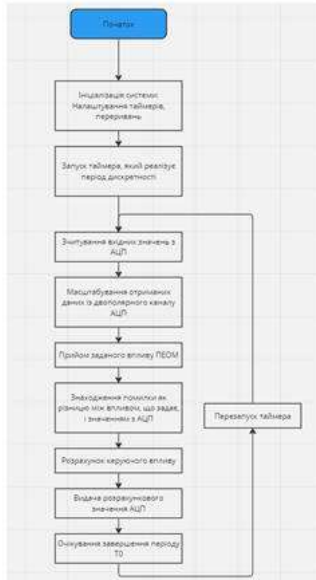 Початок
Ініціалізація системи:
Налаштування таймерів,
переривань
Запуск таймера, який реалізує
період дискретності
Зчитування вхідних значень з
АЦП
Масштабування отриманих
даних із двополярного каналу
АЦП
Прийом заданого впливу ПЕОМ
Знаходження помилки як
різницю між впливом, що задає,
і значенням з АЦП
Перезапуск таймера
Розрахунок керуючого впливу
Видача розрахункового
значення АЦП
Очікування завершення періоду
T0